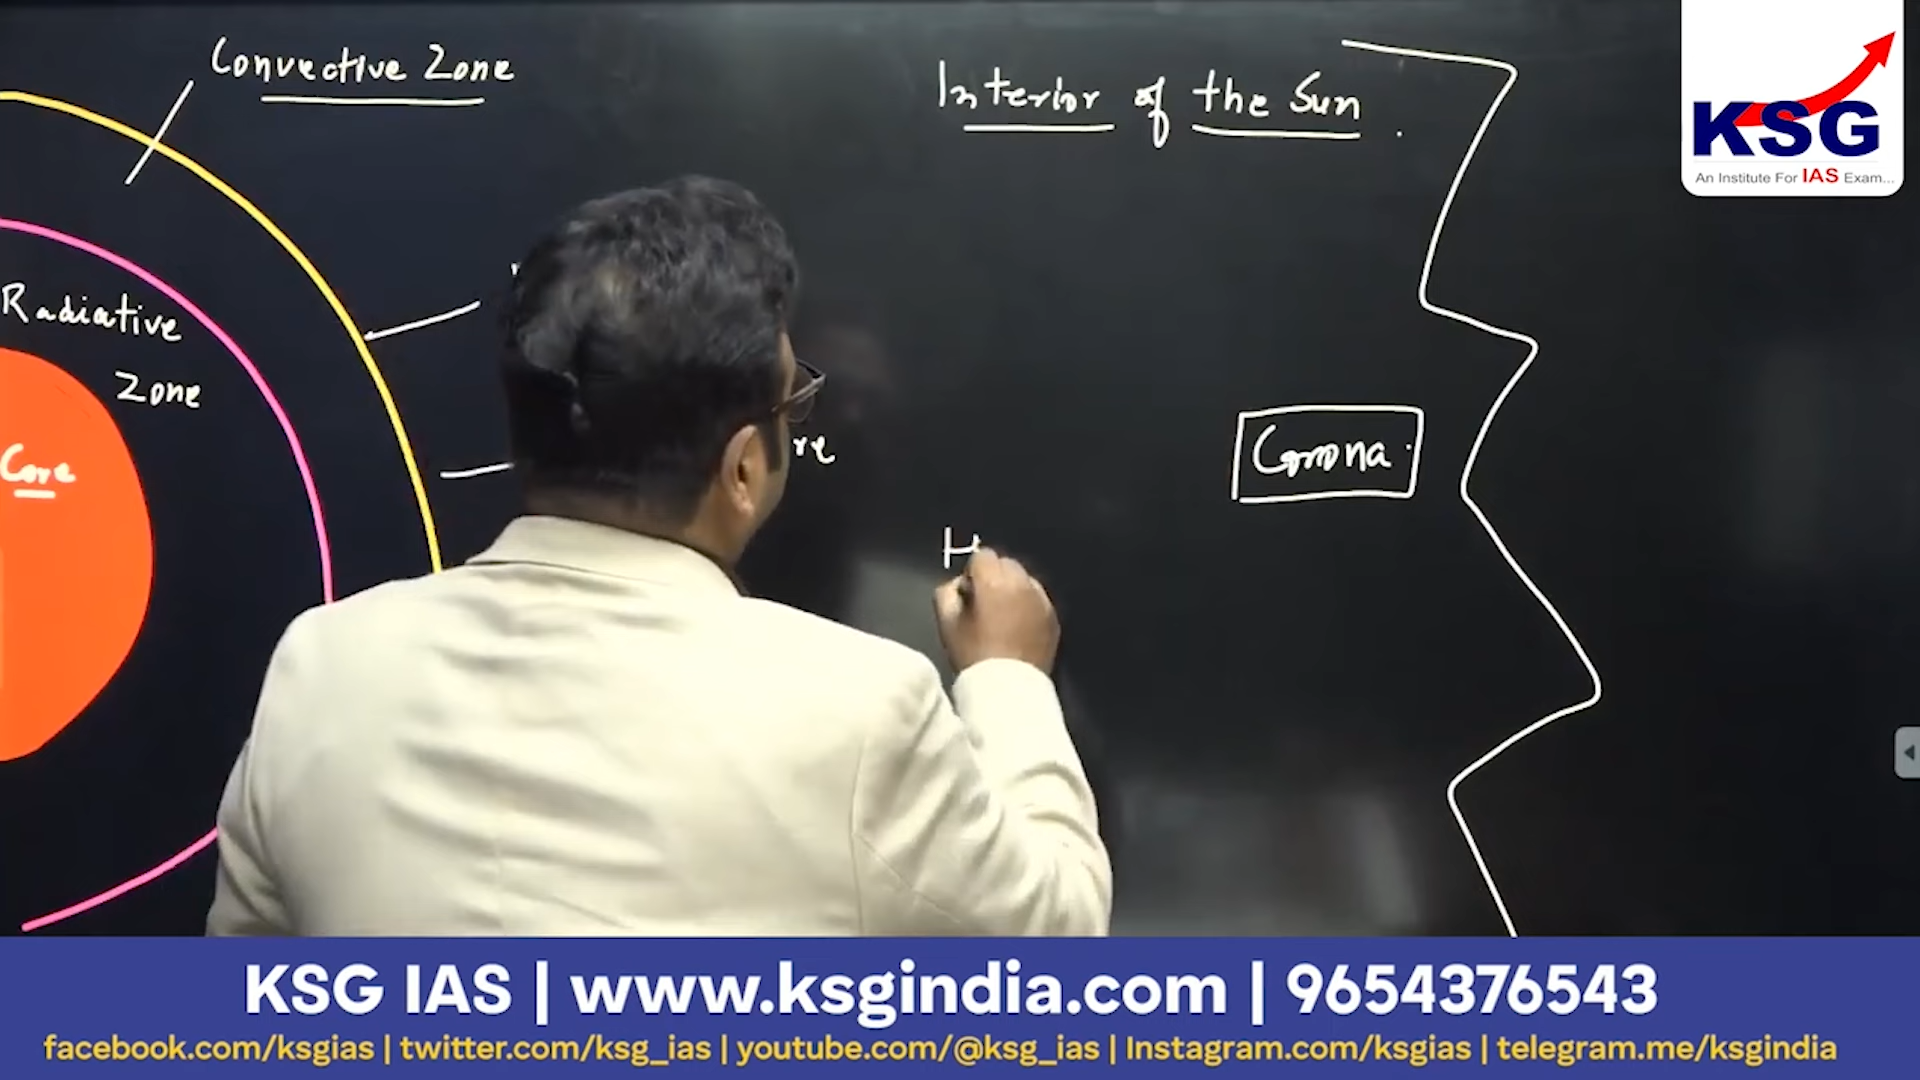 Convective Zone
Interior of the Sun.
Radiative
Zone
Core
Corona
H
KSG
An Institute For IAS Exam...
KSG IAS | www.ksgindia.com | 9654376543
facebook.com/ksgias | twitter.com/ksg_ias | youtube.com/@ksg_ias | Instagram.com/ksgias | telegram.me/ksgindia